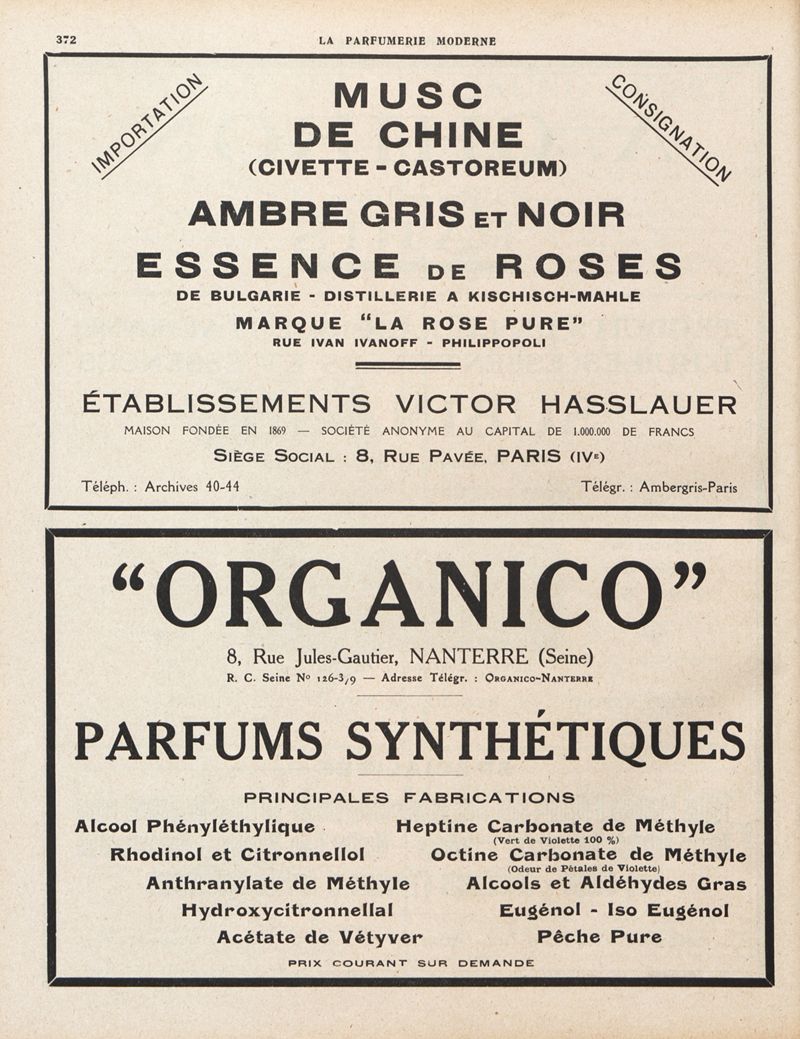 372
LA PARFUMERIE MODERNE
IMPORTATION
CONSIGNATION
MUSC
DE CHINE
(CIVETTE - CASTOREUM)
AMBRE GRIS ET NOIR
ESSENCE DE ROSES
DE BULGARIE - DISTILLERIE A KISCHISCH-MAHLE
MARQUE “LA ROSE PURE”
RUE IVAN IVANOFF - PHILIPPOPOLI
ÉTABLISSEMENTS VICTOR HASSLAUER
MAISON FONDÉE EN 1869 — SOCIÉTÉ ANONYME AU CAPITAL DE 1.000.000 DE FRANCS
SIÈGE SOCIAL : 8, RUE PAVÉE, PARIS (IVᴱ)
Téléph. : Archives 40-44
Télégr. : Ambergris-Paris
“ORGANICO”
8, Rue Jules-Gautier, NANTERRE (Seine)
R. C. Seine Nº 126-3/9 — Adresse Télégr. : ORGANICO-NANTERRE
PARFUMS SYNTHÉTIQUES
PRINCIPALES FABRICATIONS
Alcool Phényléthylique
Rhodinol et Citronnellol
Anthranylate de Méthyle
Hydroxycitronnellal
Acétate de Vétyver
Heptine Carbonate de Méthyle
(Vert de Violette 100 %)
Octine Carbonate de Méthyle
(Odeur de Pétales de Violette)
Alcools et Aldéhydes Gras
Eugénol - Iso Eugénol
Pêche Pure
PRIX COURANT SUR DEMANDE